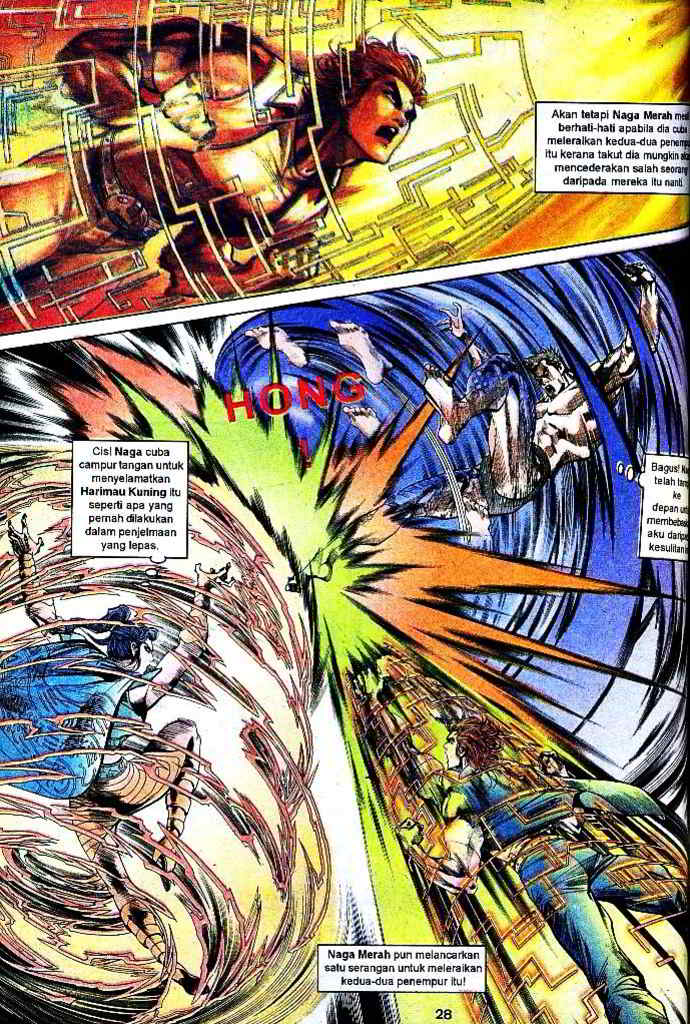 Akan tetapi Naga Merah
berhati-hati apabila dia cuba
meleraikan kedua-dua
itu kerana takut dia mungkin
mencederakan salah seorang
daripada mereka itu nanti.
HONG
!
Cis! Naga cuba
campur tangan untuk
menyelamatkan
Harimau Kuning itu
seperti apa yang
pernah dilakukan
dalam penjelmaan
yang lepas.
Bagus!
telah
ke
depan
aku
kesulitan
Naga Merah pun melancarkan
satu serangan untuk meleraikan
kedua-dua penempur itu!
28